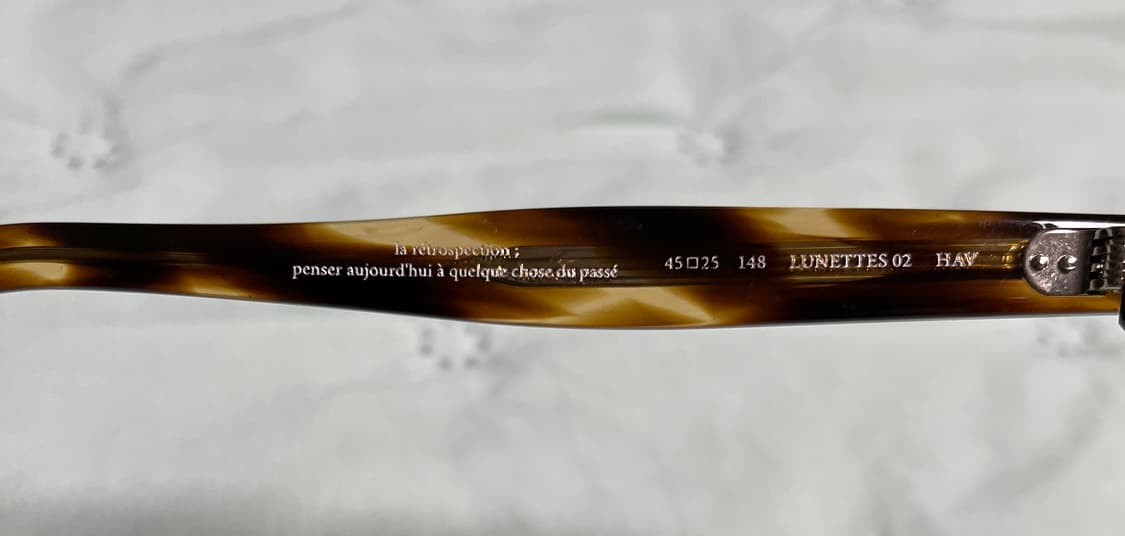 la rétrospection ;
penser aujourd'hui à quelque chose du passé
45□25 148 LUNETTES 02 HAV